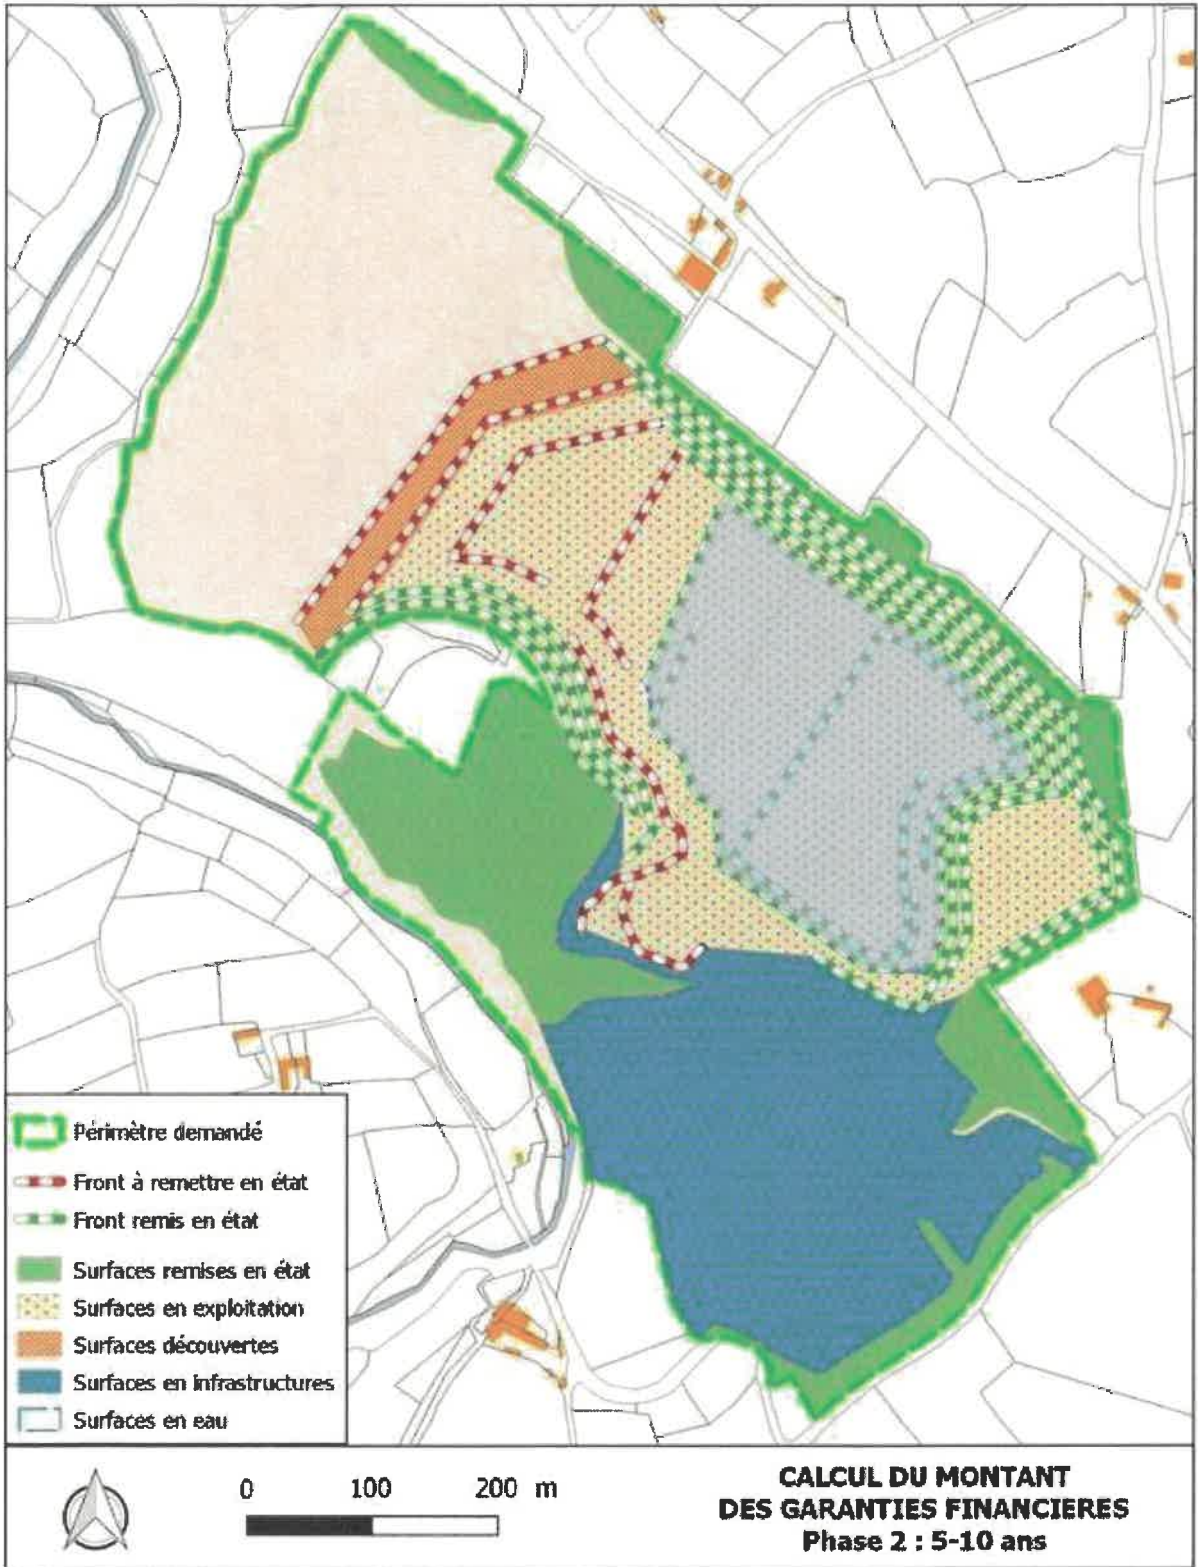 Périmètre demandé
Front à remettre en état
Front remis en état
Surfaces remises en état
Surfaces en exploitation
Surfaces découvertes
Surfaces en infrastructures
Surfaces en eau
0 100 200 m
CALCUL DU MONTANT
DES GARANTIES FINANCIERES
Phase 2 : 5-10 ans